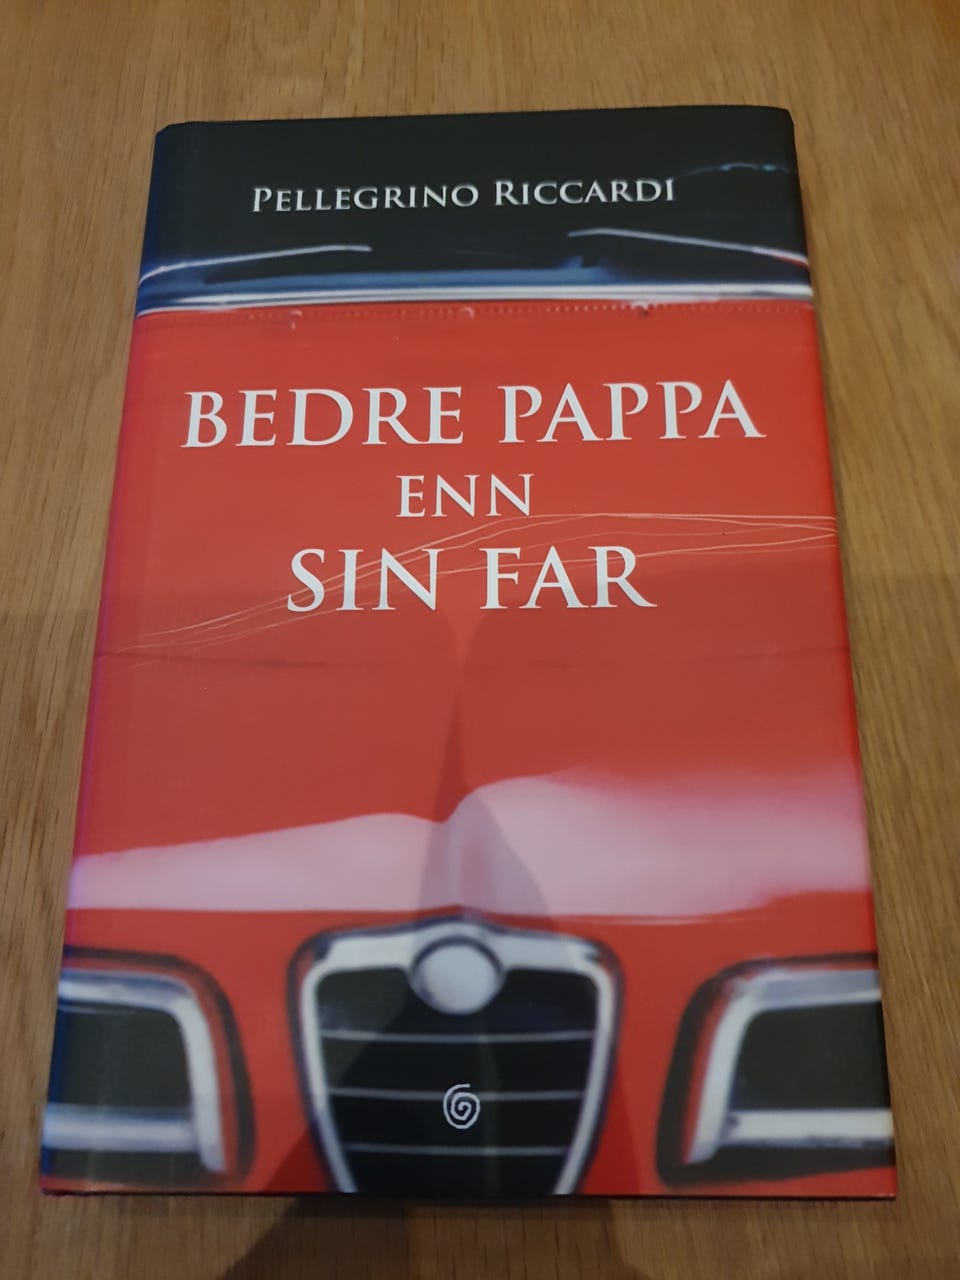 PELLEGRINO RICCARDI
BEDRE PAPPA
ENN
SIN FAR